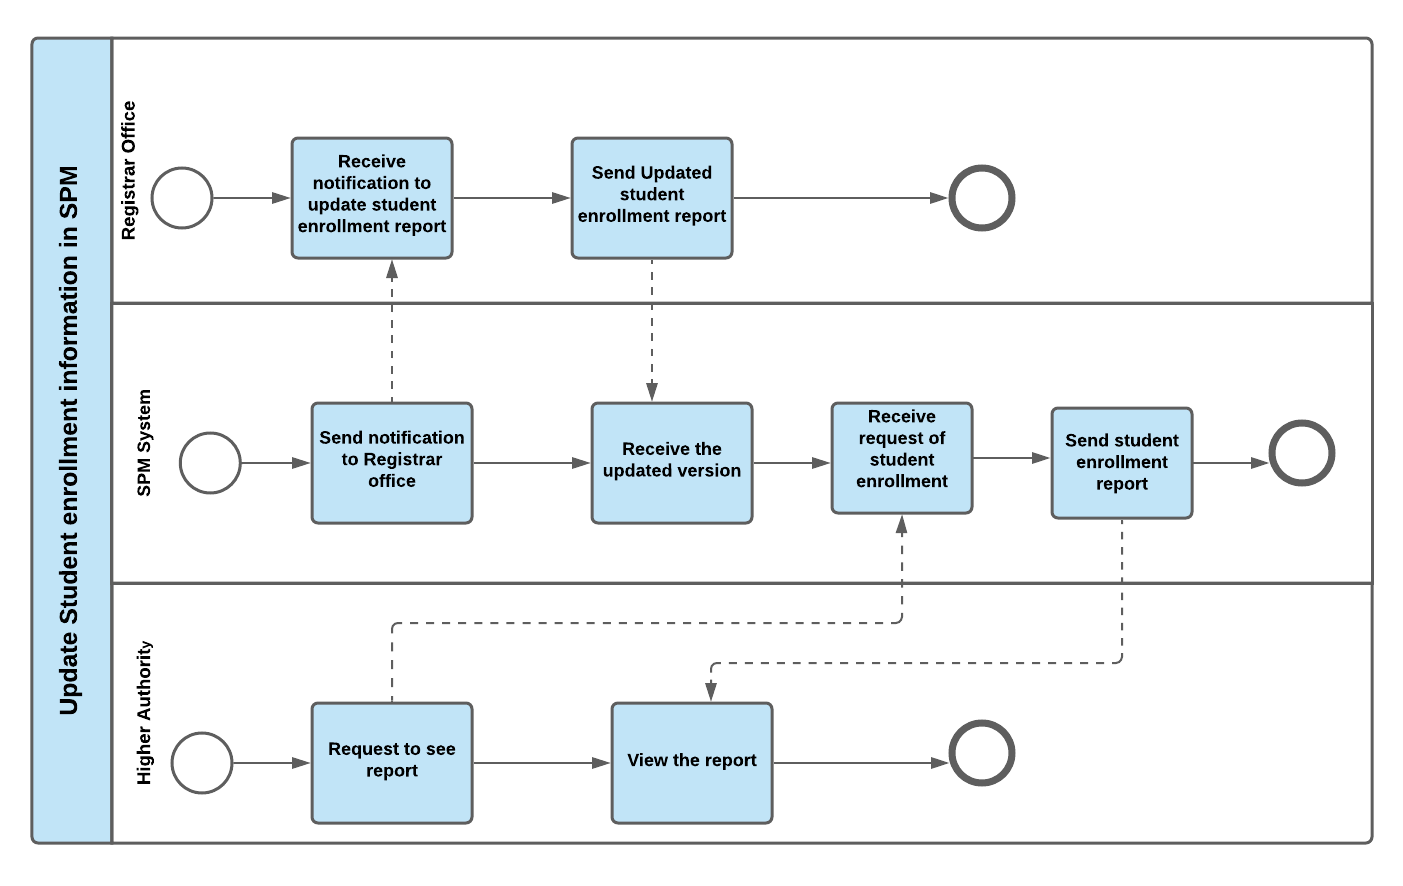 Update Student enrollment information in SPM
Registrar Office
Receive
notification to
update student
enrollment report
Send Updated
student
enrollment report
SPM System
Send notification
to Registrar
office
Receive the
updated version
Receive
request of
student
enrollment
Send student
enrollment
report
Higher Authority
Request to see
report
View the report